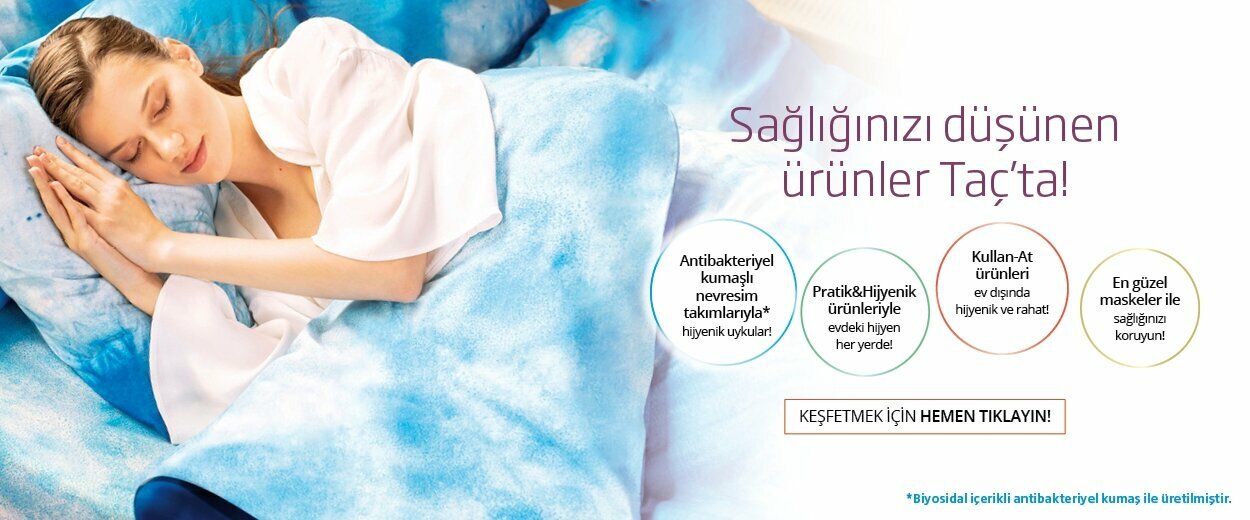 Sağlığınızı düşünen
ürünler Taç'ta!
Antibakteriyel
kumaşlı
nevresim
takımlarıyla*
hijyenik uykular!
Pratik&Hijyenik
ürünleriyle
evdeki hijyen
her yerde!
Kullan-At
ürünleri
ev dışında
hijyenik ve rahat!
En güzel
maskeler ile
sağlığınızı
koruyun!
KEŞFETMEK İÇİN HEMEN TIKLAYIN!
*Biyosidal içerikli antibakteriyel kumaş ile üretilmiştir.